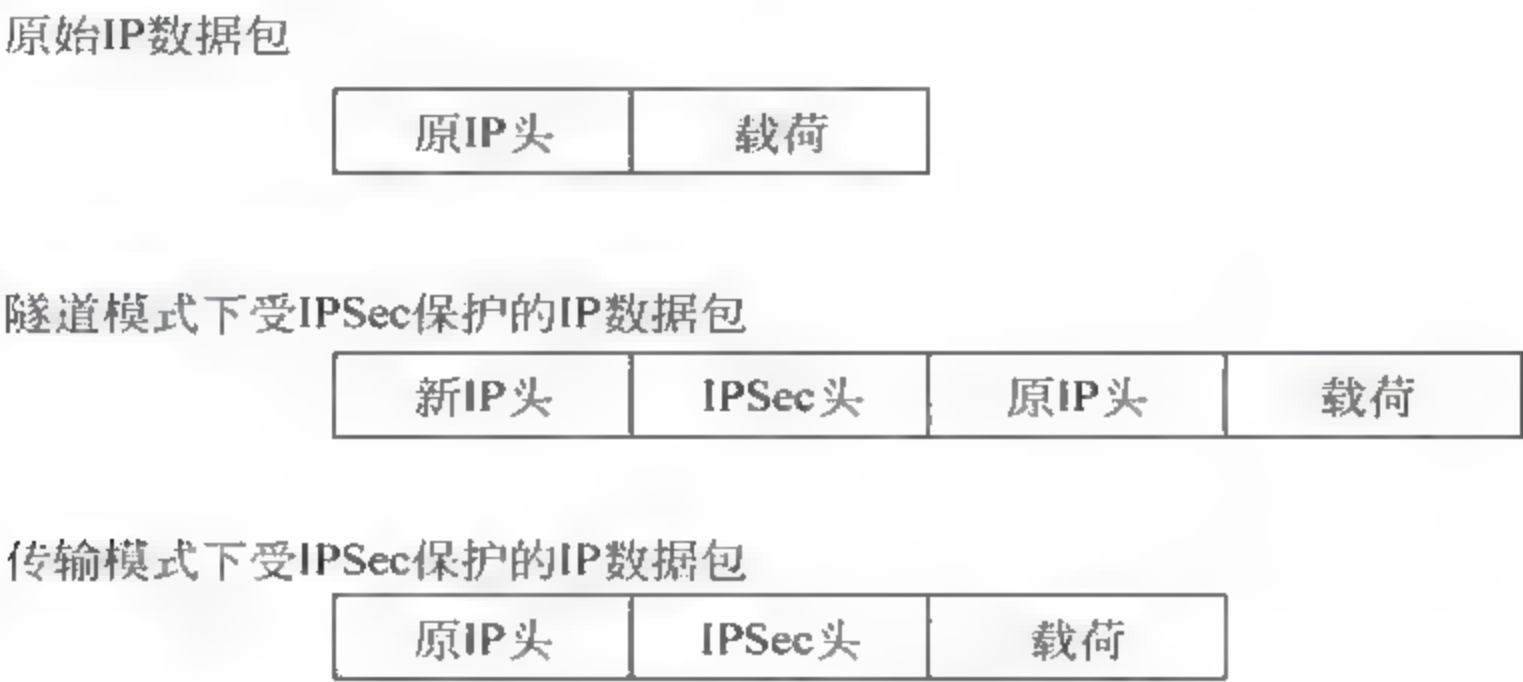 原始IP数据包
原IP头 载荷
隧道模式下受IPSec保护的IP数据包
新IP头 IPSec头 原IP头 载荷
传输模式下受IPSec保护的IP数据包
原IP头 IPSec头 载荷